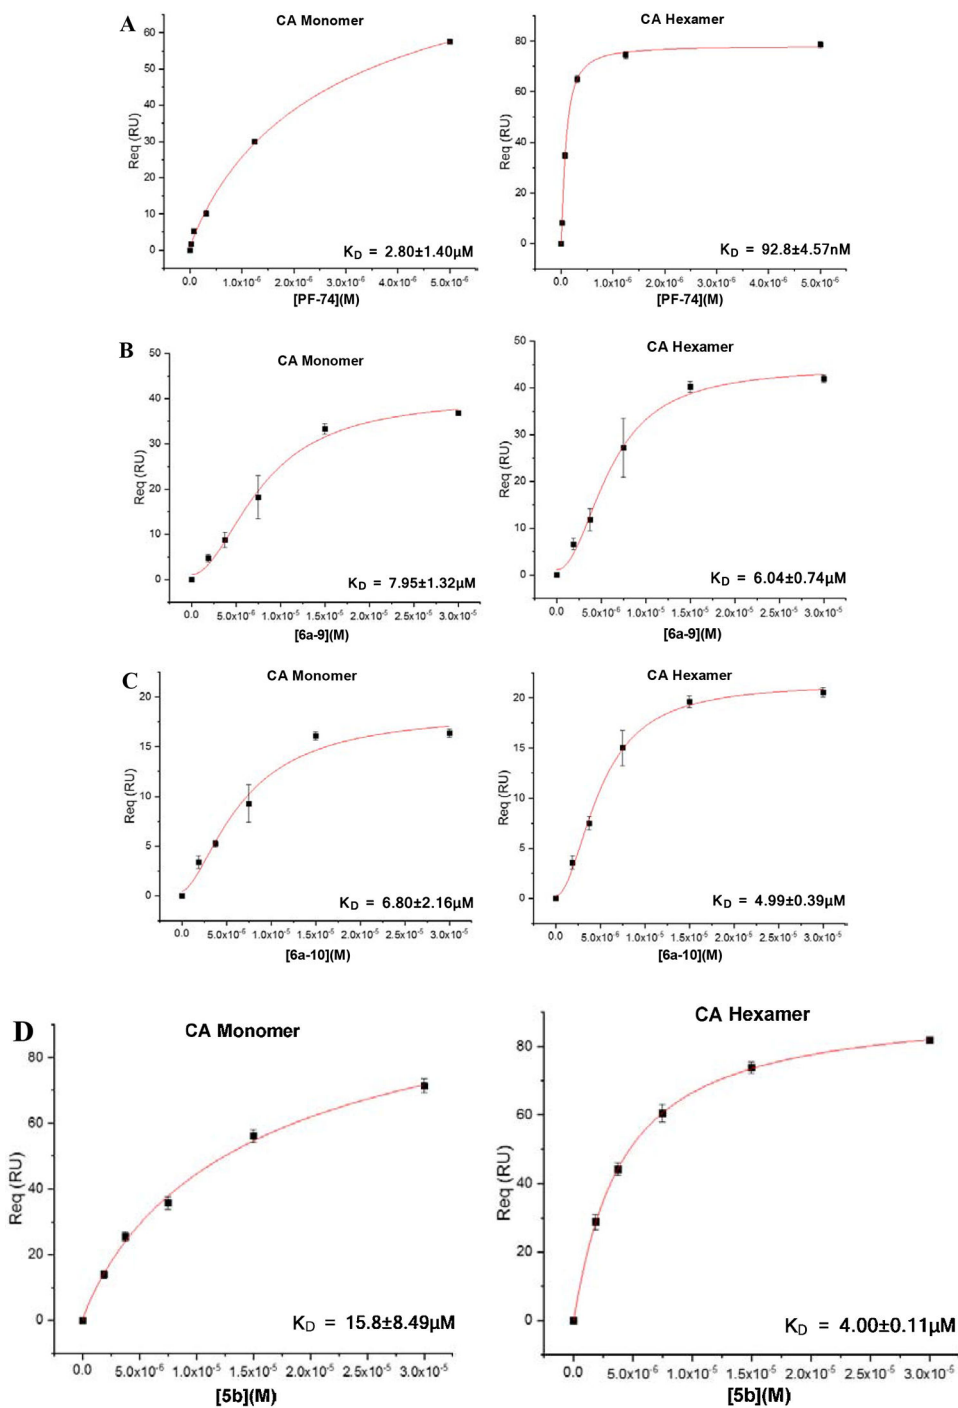 A
CA Monomer
Req (RU)
60
50
40
30
20
10
0
K_D = 2.80±1.40μM
0.0 1.0x10⁻⁶ 2.0x10⁻⁶ 3.0x10⁻⁶ 4.0x10⁻⁶ 5.0x10⁻⁶
[PF-74](M)
CA Hexamer
Req (RU)
80
60
40
20
0
K_D = 92.8±4.57nM
0.0 1.0x10⁻⁶ 2.0x10⁻⁶ 3.0x10⁻⁶ 4.0x10⁻⁶ 5.0x10⁻⁶
[PF-74](M)
B
CA Monomer
Req (RU)
50
40
30
20
10
0
K_D = 7.95±1.32μM
0.0 5.0x10⁻⁶ 1.0x10⁻⁵ 1.5x10⁻⁵ 2.0x10⁻⁵ 2.5x10⁻⁵ 3.0x10⁻⁵
[6a-9](M)
CA Hexamer
Req (RU)
50
40
30
20
10
0
K_D = 6.04±0.74μM
0.0 5.0x10⁻⁶ 1.0x10⁻⁵ 1.5x10⁻⁵ 2.0x10⁻⁵ 2.5x10⁻⁵ 3.0x10⁻⁵
[6a-9](M)
C
CA Monomer
Req (RU)
20
15
10
5
0
K_D = 6.80±2.16μM
0.0 5.0x10⁻⁶ 1.0x10⁻⁵ 1.5x10⁻⁵ 2.0x10⁻⁵ 2.5x10⁻⁵ 3.0x10⁻⁵
[6a-10](M)
CA Hexamer
Req (RU)
20
15
10
5
0
K_D = 4.99±0.39μM
0.0 5.0x10⁻⁶ 1.0x10⁻⁵ 1.5x10⁻⁵ 2.0x10⁻⁵ 2.5x10⁻⁵ 3.0x10⁻⁵
[6a-10](M)
D
CA Monomer
Req (RU)
80
60
40
20
0
K_D = 15.8±8.49μM
0.0 5.0x10⁻⁶ 1.0x10⁻⁵ 1.5x10⁻⁵ 2.0x10⁻⁵ 2.5x10⁻⁵ 3.0x10⁻⁵
[5b](M)
CA Hexamer
Req (RU)
80
60
40
20
0
K_D = 4.00±0.11μM
0.0 5.0x10⁻⁶ 1.0x10⁻⁵ 1.5x10⁻⁵ 2.0x10⁻⁵ 2.5x10⁻⁵ 3.0x10⁻⁵
[5b](M)